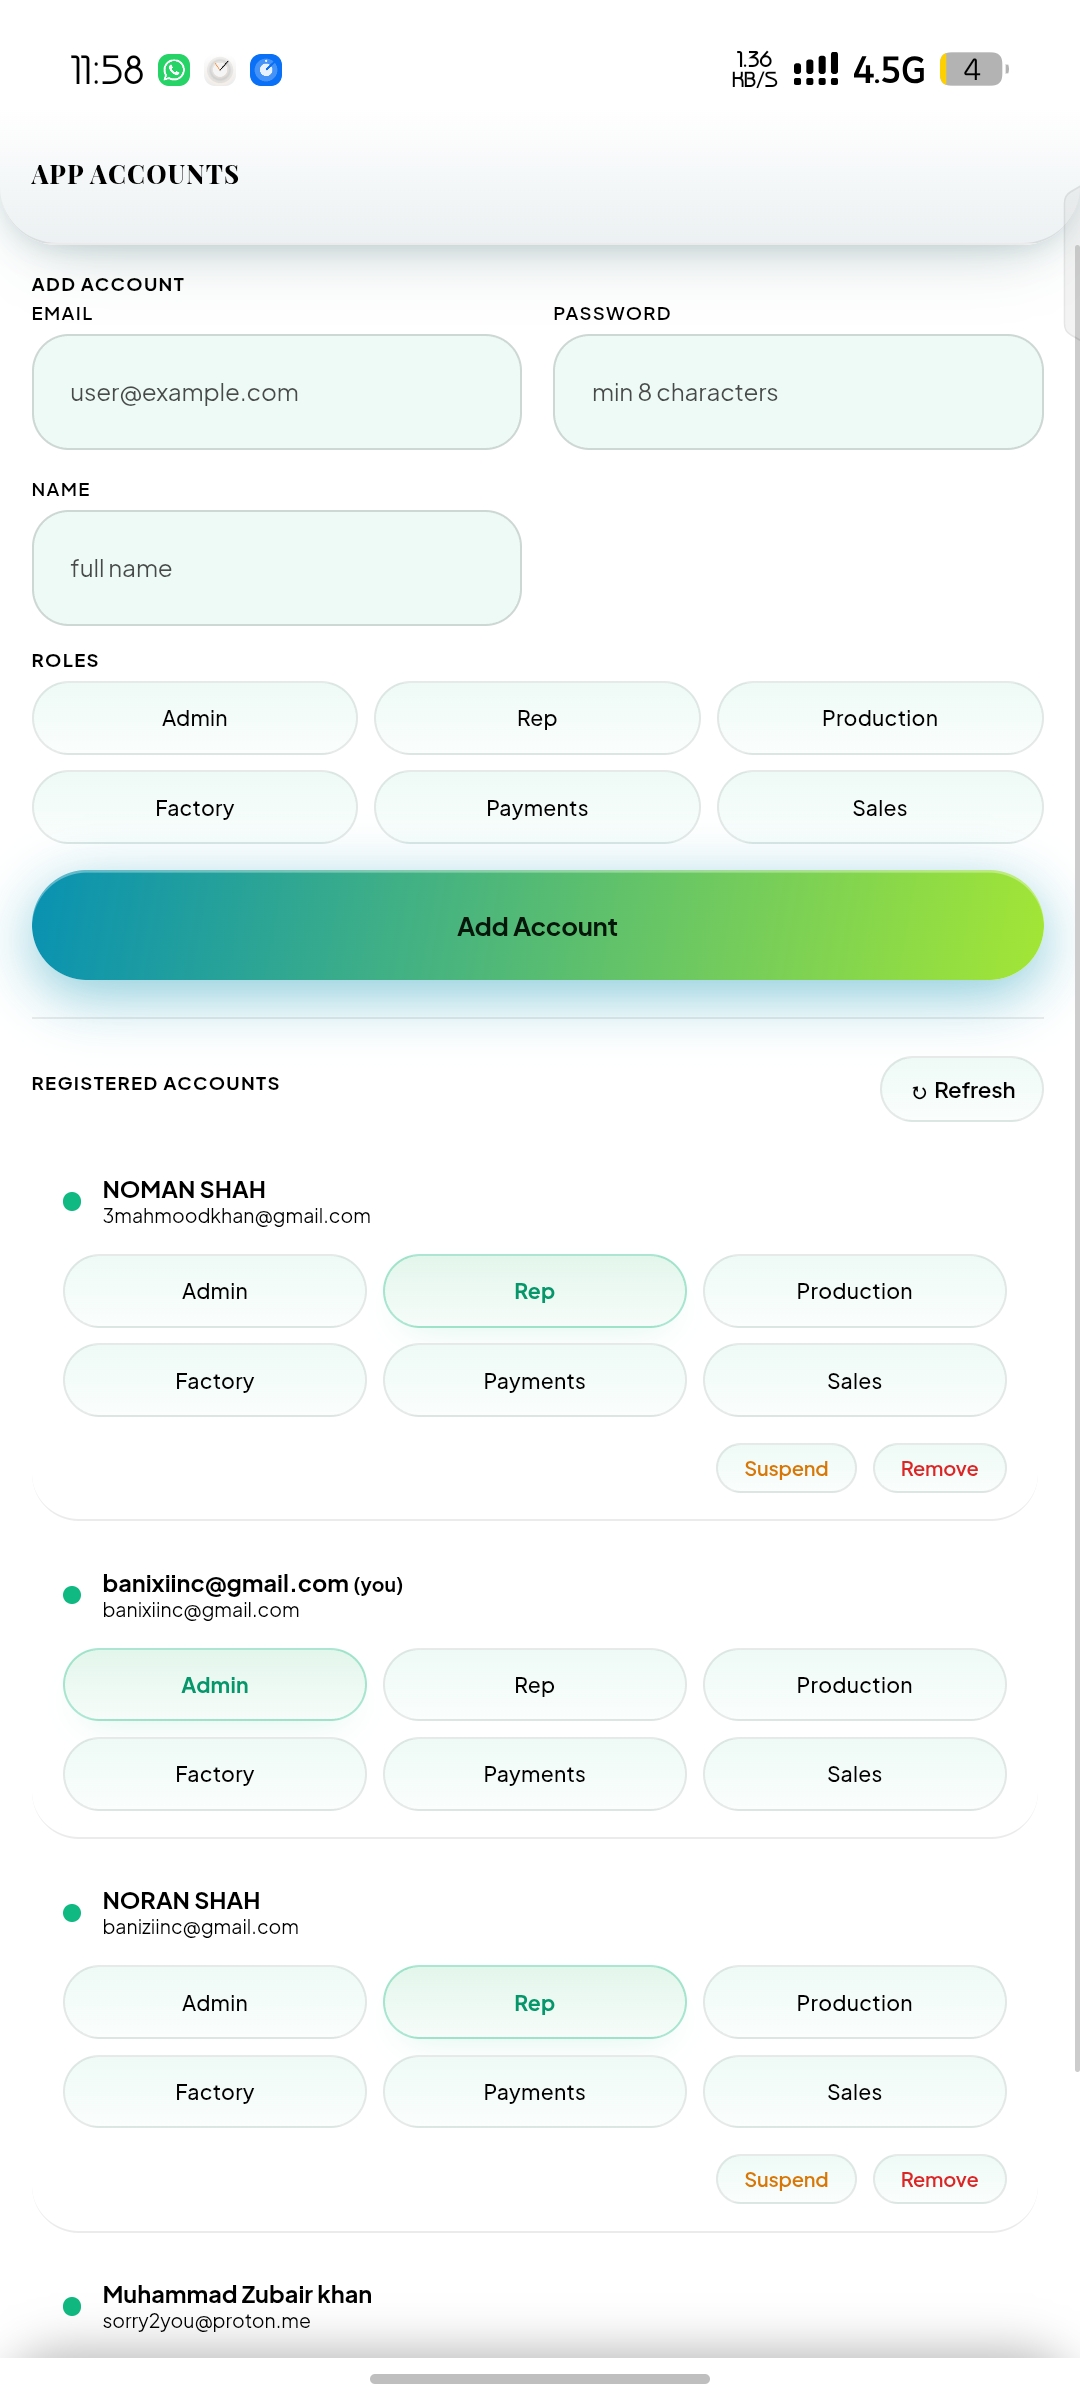 11:58 1.36 KB/S 4.5G 4
APP ACCOUNTS
ADD ACCOUNT
EMAIL PASSWORD
user@example.com min 8 characters
NAME
full name
ROLES
Admin Rep Production
Factory Payments Sales
Add Account
REGISTERED ACCOUNTS ↻ Refresh
NOMAN SHAH
3mahmoodkhan@gmail.com
Admin Rep Production
Factory Payments Sales
Suspend Remove
banixiinc@gmail.com (you)
banixiinc@gmail.com
Admin Rep Production
Factory Payments Sales
NORAN SHAH
baniziinc@gmail.com
Admin Rep Production
Factory Payments Sales
Suspend Remove
Muhammad Zubair khan
sorry2you@proton.me